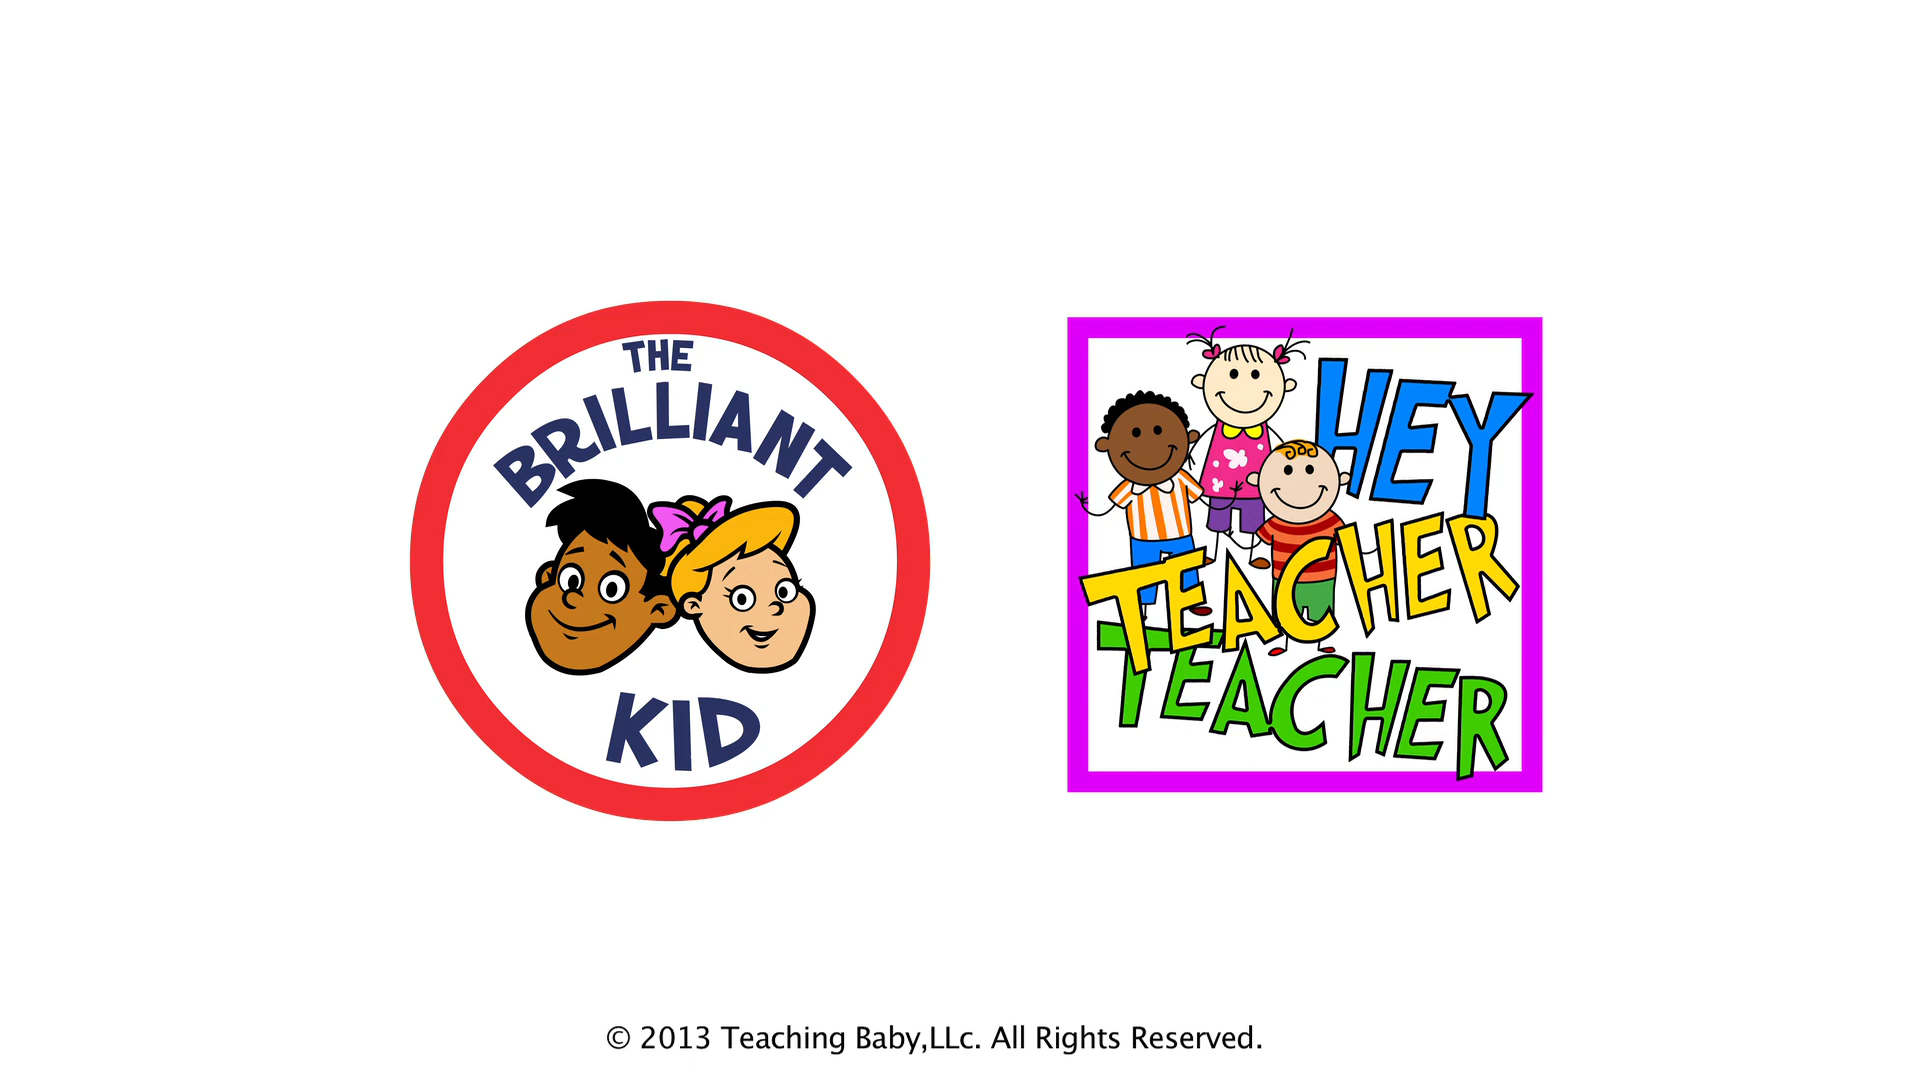 THE
BRILLIANT
KID
HEY
TEACHER
TEACHER
© 2013 Teaching Baby,LLc. All Rights Reserved.